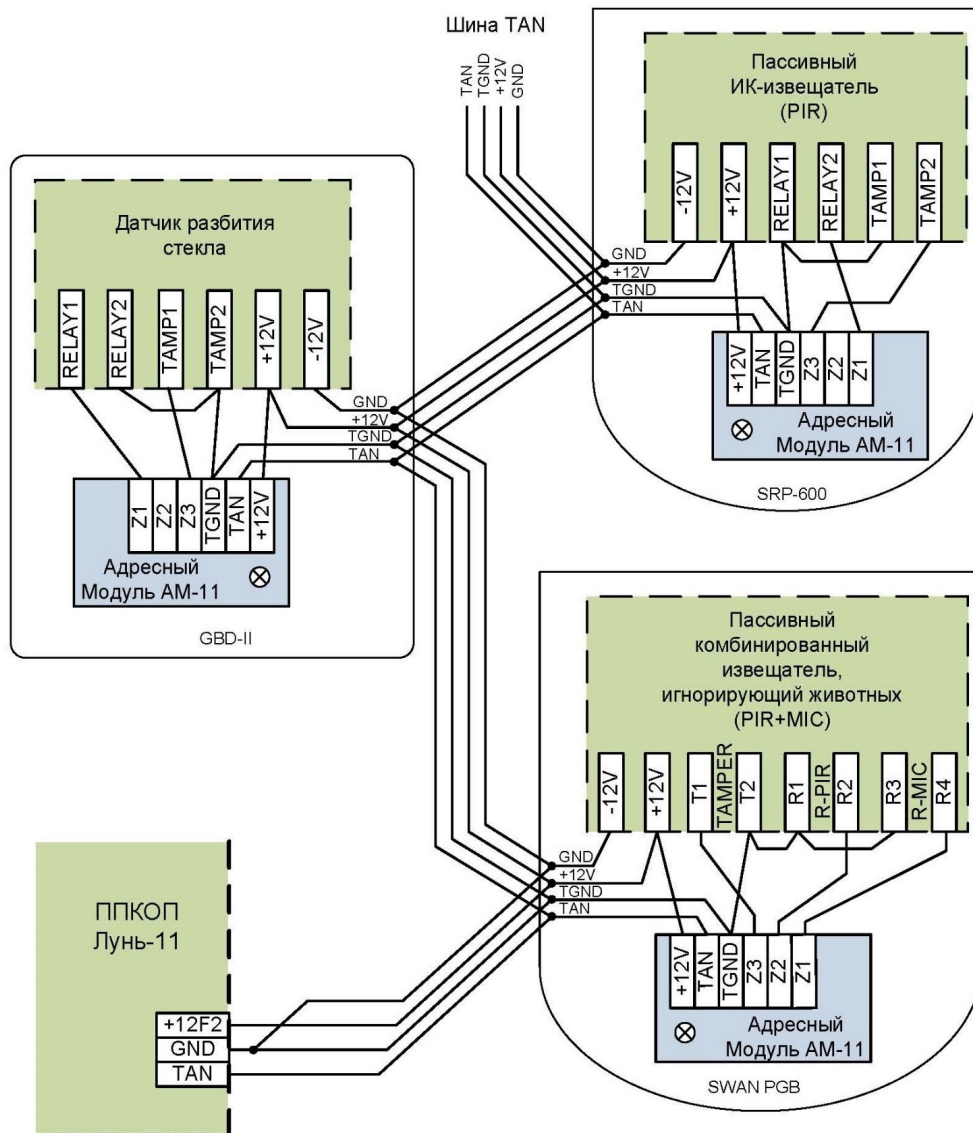 Шина TAN
TAN
TGND
+12V
GND
Пассивный
ИК-извещатель
(PIR)
-12V
+12V
RELAY1
RELAY2
TAMP1
TAMP2
GND
+12V
TGND
TAN
+12V
TAN
TGND
Z3
Z2
Z1
Адресный
Модуль АМ-11
SRP-600
Датчик разбития
стекла
RELAY1
RELAY2
TAMP1
TAMP2
+12V
-12V
GND
+12V
TGND
TAN
Z1
Z2
Z3
TGND
TAN
+12V
Адресный
Модуль АМ-11
GBD-II
Пассивный
комбинированный
извещатель,
игнорирующий животных
(PIR+MIC)
-12V
+12V
T1
TAMPER
T2
R1
R-PIR
R2
R3
R-MIC
R4
GND
+12V
TGND
TAN
+12V
TAN
TGND
Z3
Z2
Z1
Адресный
Модуль АМ-11
SWAN PGB
ППКОП
Лунь-11
+12F2
GND
TAN